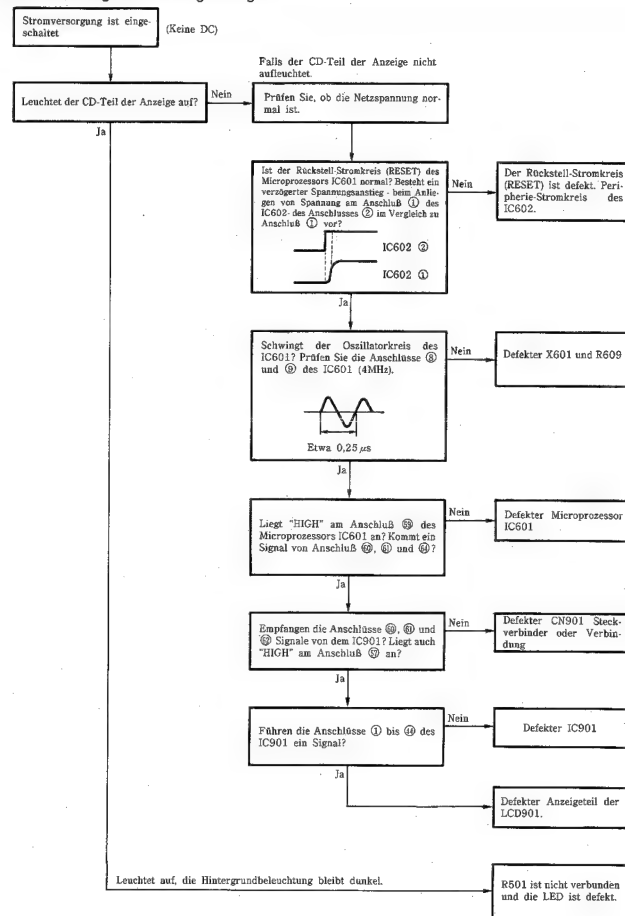 Stromversorgung ist einge-
schaltet
(Keine DC)
Falls der CD-Teil der Anzeige nicht
aufleuchtet.
Leuchtet der CD-Teil der Anzeige auf?
Nein
Prüfen Sie, ob die Netzspannung nor-
mal ist.
Ja
Ist der Rückstell-Stromkreis (RESET) des
Microprozessors IC601 normal? Besteht ein
verzögerter Spannungsanstieg - beim Anlie-
gen von Spannung am Anschluß ① des
IC602- des Anschlusses ② im Vergleich zu
Anschluß ① vor?
IC602 ②
IC602 ①
Nein
Der Rückstell-Stromkreis
(RESET) ist defekt. Peri-
pherie-Stromkreis des
IC602.
Ja
Schwingt der Oszillatorkreis des
IC601? Prüfen Sie die Anschlüsse ⑧
und ⑨ des IC601 (4MHz).
Etwa 0,25 µs
Nein
Defekter X601 und R609
Ja
Liegt "HIGH" am Anschluß des
Microprozessors IC601 an? Kommt ein
Signal von Anschluß ⑥⓪, ⑥① und ⑥④?
Nein
Defekter Microprozessor
IC601
Ja
Empfangen die Anschlüsse und
Signale von dem IC901? Liegt auch
"HIGH" am Anschluß an?
Nein
Defekter CN901 Steck-
verbinder oder Verbin-
dung
Ja
Führen die Anschlüsse ① bis ㊹ des
IC901 ein Signal?
Nein
Defekter IC901
Ja
Defekter Anzeigeteil der
LCD901.
Leuchtet auf, die Hintergrundbeleuchtung bleibt dunkel.
R501 ist nicht verbunden
und die LED ist defekt.